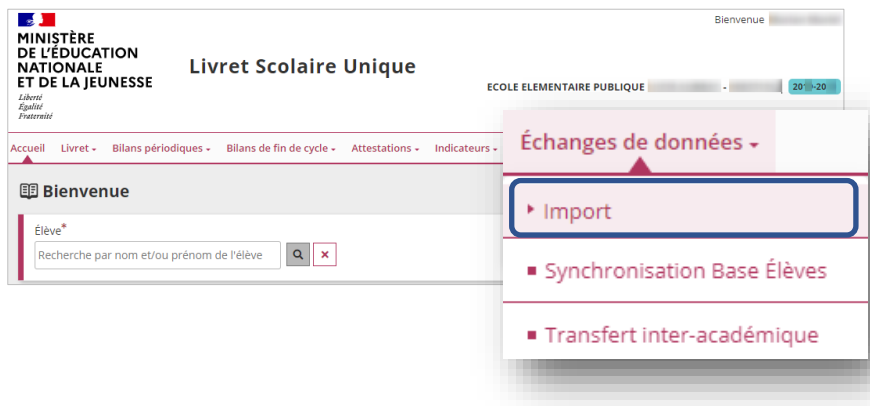 Bienvenue
MINISTÈRE
DE L'ÉDUCATION
NATIONALE
ET DE LA JEUNESSE
Liberté
Égalité
Fraternité
Livret Scolaire Unique
ECOLE ELEMENTAIRE PUBLIQUE -
Accueil Livret Bilans périodiques Bilans de fin de cycle Attestations Indicateurs
Échanges de données
Import
Synchronisation Base Élèves
Transfert inter-académique
Bienvenue
Élève*
Recherche par nom et/ou prénom de l'élève